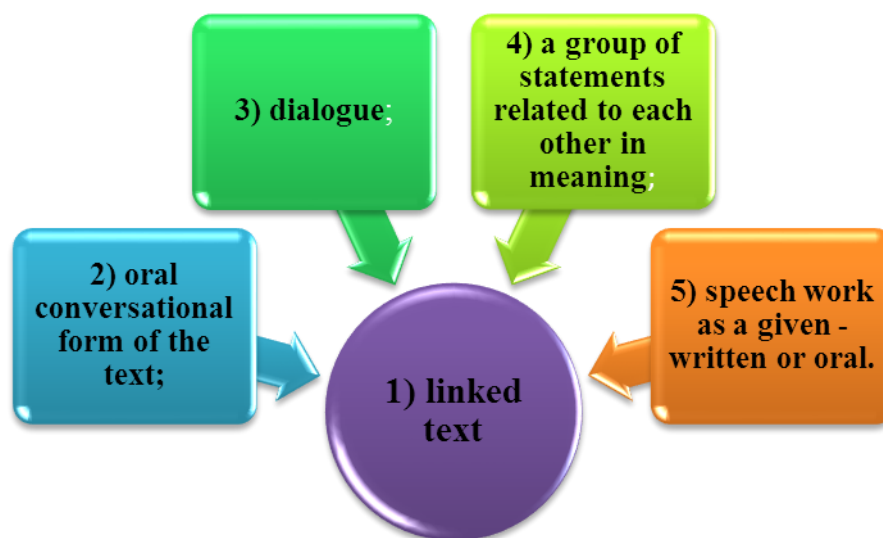 1) linked
text
2) oral
conversational
form of the
text;
3) dialogue;
4) a group of
statements
related to each
other in
meaning;
5) speech work
as a given -
written or oral.